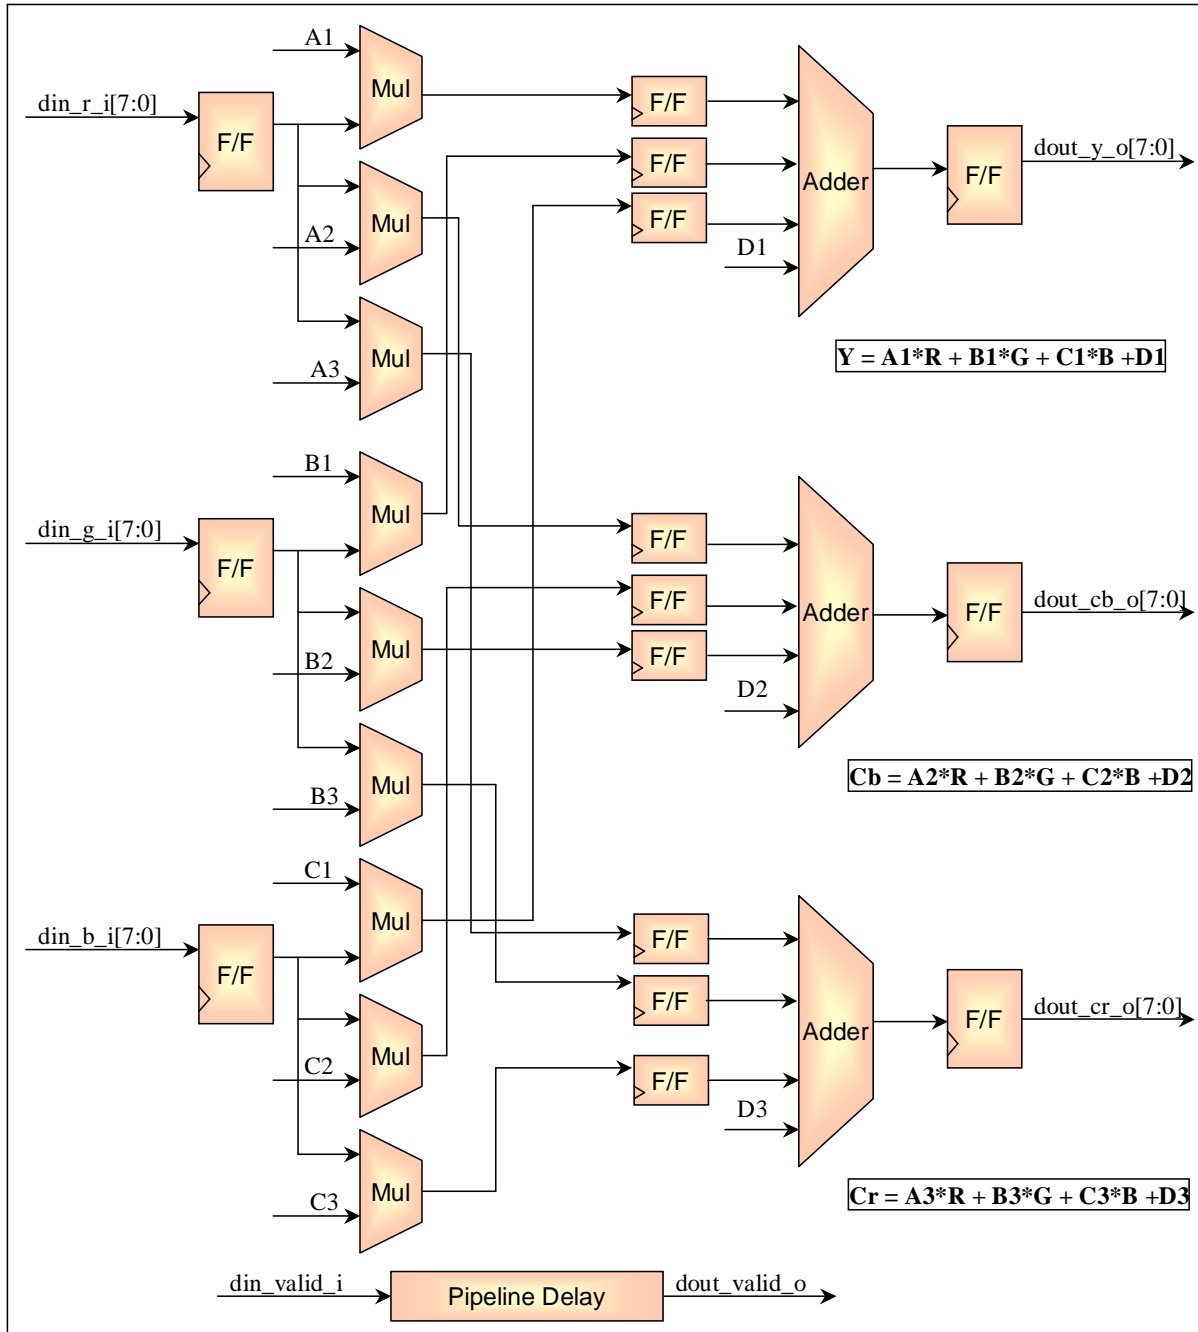 A1
Mul
din_r_i[7:0]
F/F
F/F
F/F
F/F
Adder
F/F
dout_y_o[7:0]
Mul
A2
D1
Mul
A3
Y = A1*R + B1*G + C1*B +D1
B1
Mul
din_g_i[7:0]
F/F
F/F
F/F
F/F
Adder
F/F
dout_cb_o[7:0]
Mul
B2
D2
Mul
B3
Cb = A2*R + B2*G + C2*B +D2
C1
Mul
din_b_i[7:0]
F/F
F/F
F/F
F/F
Adder
F/F
dout_cr_o[7:0]
Mul
C2
D3
Mul
C3
Cr = A3*R + B3*G + C3*B +D3
din_valid_i
Pipeline Delay
dout_valid_o